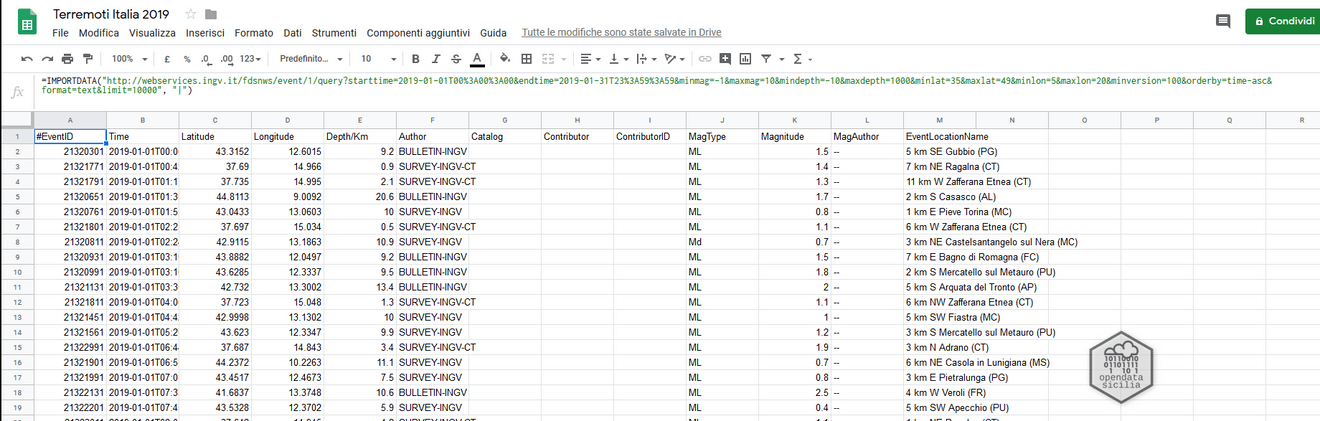 Terremoti Italia 2019
Condividi
File Modifica Visualizza Inserisci Formato Dati Strumenti Componenti aggiuntivi Guida Tutte le modifiche sono state salvate in Drive
100% £ % .0 .00 123 Predefinito... 10 B I S A
fx =IMPORTDATA("http://webservices.ingv.it/fdsnws/event/1/query?starttime=2019-01-01T00%3A00%3A00&endtime=2019-01-31T23%3A59%3A59&minmag=-1&maxmag=10&mindepth=-10&maxdepth=1000&minlat=35&maxlat=49&minlon=5&maxlon=20&minversion=100&orderby=time-asc&
format=text&limit=10000", "|")
A B C D E F G H I J K L M N O P Q R
1 #EventID Time Latitude Longitude Depth/Km Author Catalog Contributor ContributorID MagType Magnitude MagAuthor EventLocationName
2 21320301 2019-01-01T00:0 43.3152 12.6015 9.2 BULLETIN-INGV ML 1.5 -- 5 km SE Gubbio (PG)
3 21321771 2019-01-01T00:4 37.69 14.966 0.9 SURVEY-INGV-CT ML 1.4 -- 7 km NE Ragalna (CT)
4 21321791 2019-01-01T01:1 37.735 14.995 2.1 SURVEY-INGV-CT ML 1.3 -- 11 km W Zafferana Etnea (CT)
5 21320651 2019-01-01T01:3 44.8113 9.0092 20.6 BULLETIN-INGV ML 1.7 -- 2 km S Casasco (AL)
6 21320761 2019-01-01T01:5 43.0433 13.0603 10 SURVEY-INGV ML 0.8 -- 1 km E Pieve Torina (MC)
7 21321801 2019-01-01T02:2 37.697 15.034 0.5 SURVEY-INGV-CT ML 1.1 -- 6 km W Zafferana Etnea (CT)
8 21320811 2019-01-01T02:2 42.9115 13.1863 10.9 SURVEY-INGV Md 0.7 -- 3 km NE Castelsantangelo sul Nera (MC)
9 21320931 2019-01-01T03:1 43.8882 12.0497 9.2 BULLETIN-INGV ML 1.5 -- 7 km E Bagno di Romagna (FC)
10 21320991 2019-01-01T03:1 43.6285 12.3337 9.5 BULLETIN-INGV ML 1.8 -- 2 km S Mercatello sul Metauro (PU)
11 21321131 2019-01-01T03:3 42.732 13.3002 13.4 BULLETIN-INGV ML 2 -- 5 km S Arquata del Tronto (AP)
12 21321811 2019-01-01T04:0 37.723 15.048 1.3 SURVEY-INGV-CT ML 1.1 -- 6 km NW Zafferana Etnea (CT)
13 21321451 2019-01-01T04:4 42.9998 13.1302 10 SURVEY-INGV ML 1 -- 5 km SW Fiastra (MC)
14 21321561 2019-01-01T05:2 43.623 12.3347 9.9 SURVEY-INGV ML 1.2 -- 3 km S Mercatello sul Metauro (PU)
15 21322991 2019-01-01T06:4 37.687 14.843 3.4 SURVEY-INGV-CT ML 1.9 -- 3 km N Adrano (CT)
16 21321901 2019-01-01T06:5 44.2372 10.2263 11.1 SURVEY-INGV ML 0.7 -- 6 km NE Casola in Lunigiana (MS)
17 21321991 2019-01-01T07:0 43.4517 12.4673 7.5 SURVEY-INGV ML 0.8 -- 3 km E Pietralunga (PG)
18 21322131 2019-01-01T07:3 41.6837 13.3748 10.6 BULLETIN-INGV ML 2.5 -- 4 km W Veroli (FR)
19 21322201 2019-01-01T07:4 43.5328 12.3702 5.9 SURVEY-INGV ML 0.4 -- 5 km SW Apecchio (PU)
10110010
01101111
1 10 1
opendata
sicilia